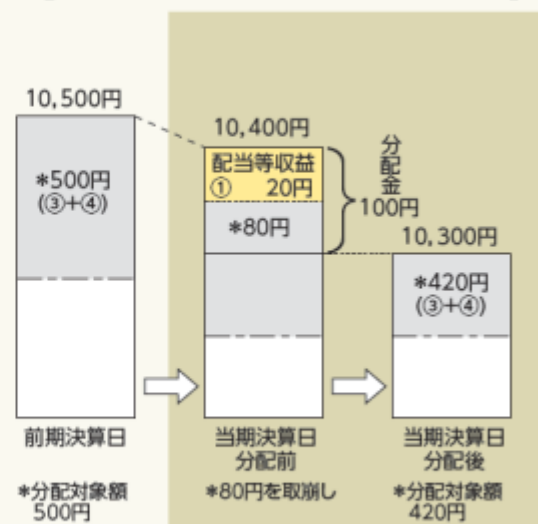 10,500円
*500円
(③+④)
前期決算日
*分配対象額
500円
10,400円
配当等収益
① 20円
*80円
分配金
100円
当期決算日
分配前
*80円を取崩し
10,300円
*420円
(③+④)
当期決算日
分配後
*分配対象額
420円